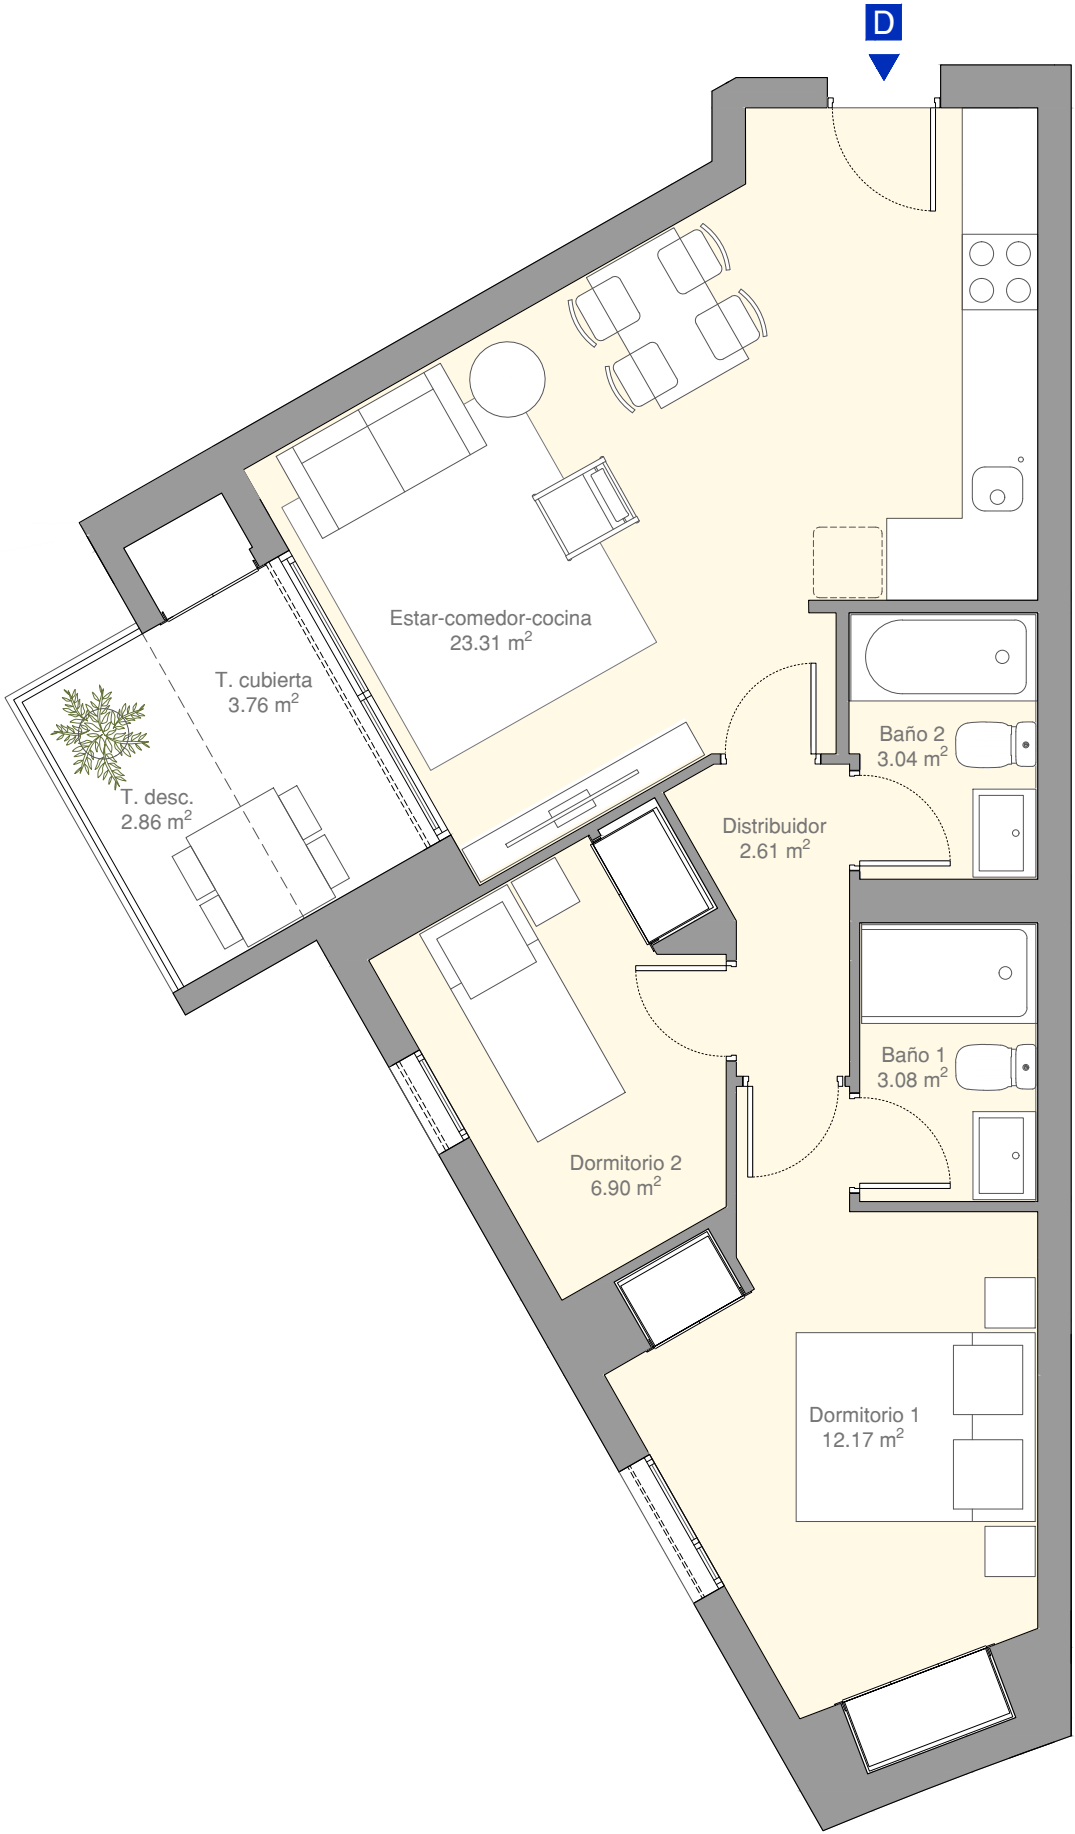 D
Estar-comedor-cocina
23.31 m²
T. cubierta
3.76 m²
T. desc.
2.86 m²
Baño 2
3.04 m²
Distribuidor
2.61 m²
Baño 1
3.08 m²
Dormitorio 2
6.90 m²
Dormitorio 1
12.17 m²